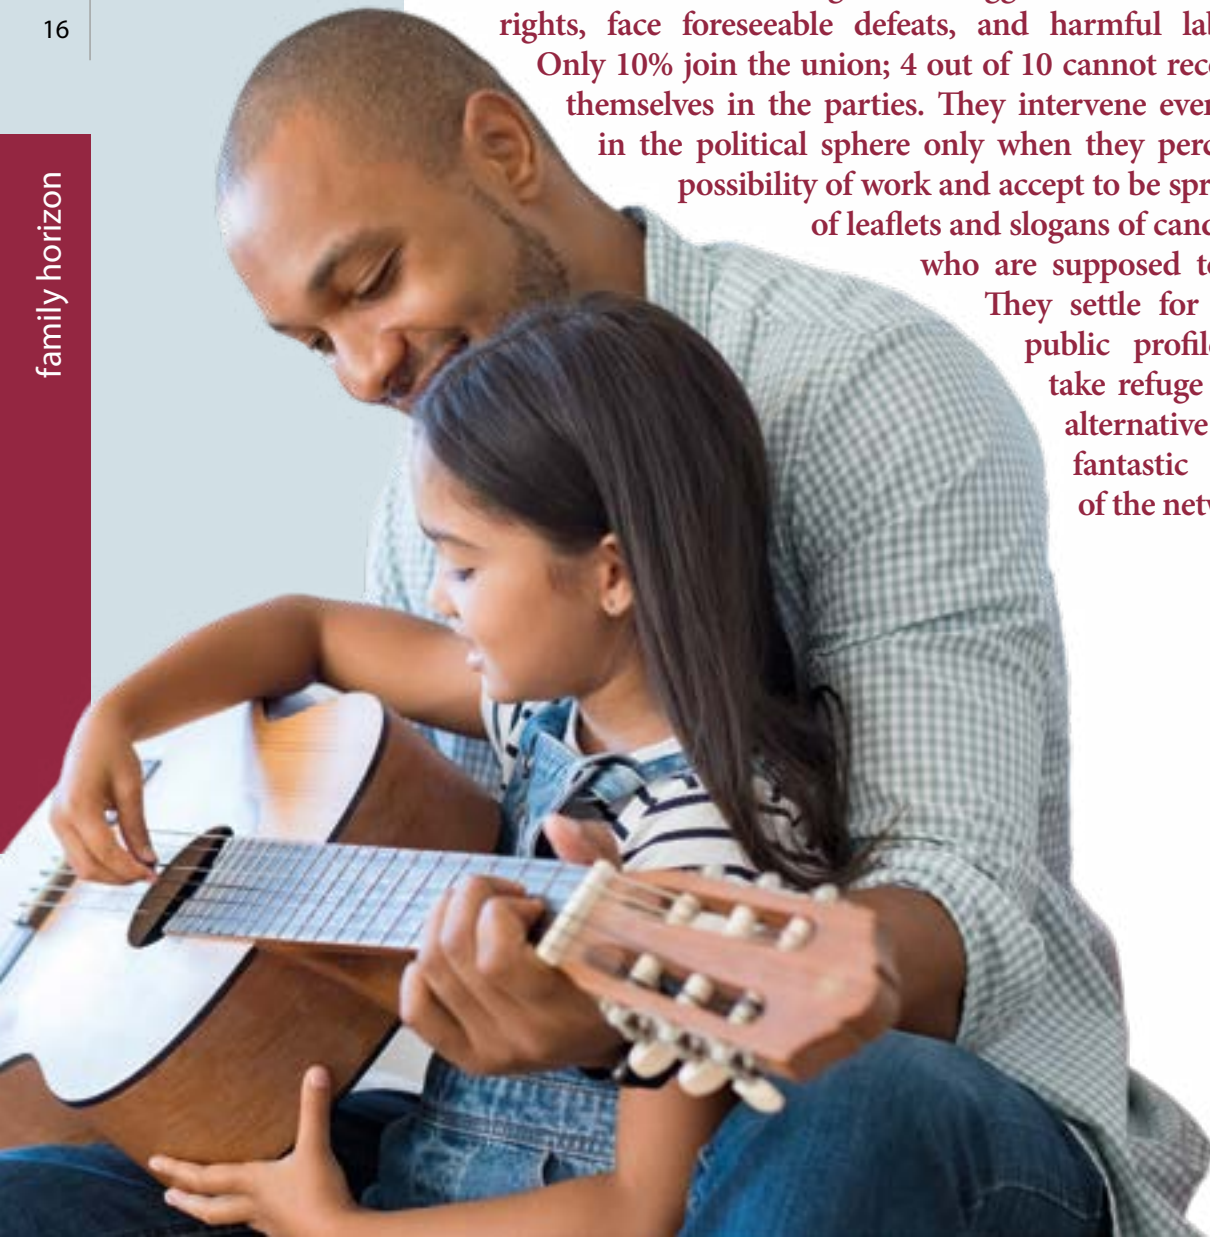 16
family horizon
rights, face foreseeable defeats, and harmful
Only 10% join the union; 4 out of 10 cannot
themselves in the parties. They intervene
in the political sphere only when they
possibility of work and accept to be
of leaflets and slogans of
who are supposed
They settle for
public
take refuge
alternative
fantastic
of the